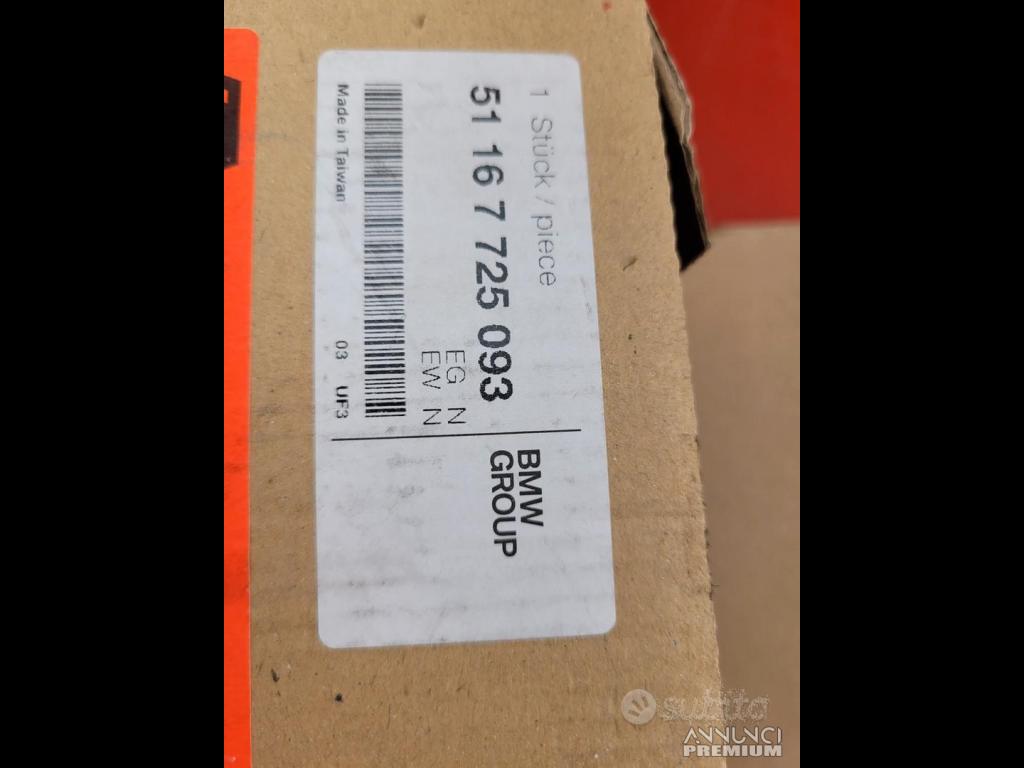 1 Stück / piece
51 16 7 725 093
EG N
EW N
Made in Taiwan
03 UF3
BMW
GROUP
subito
ANNUNCI
PREMIUM